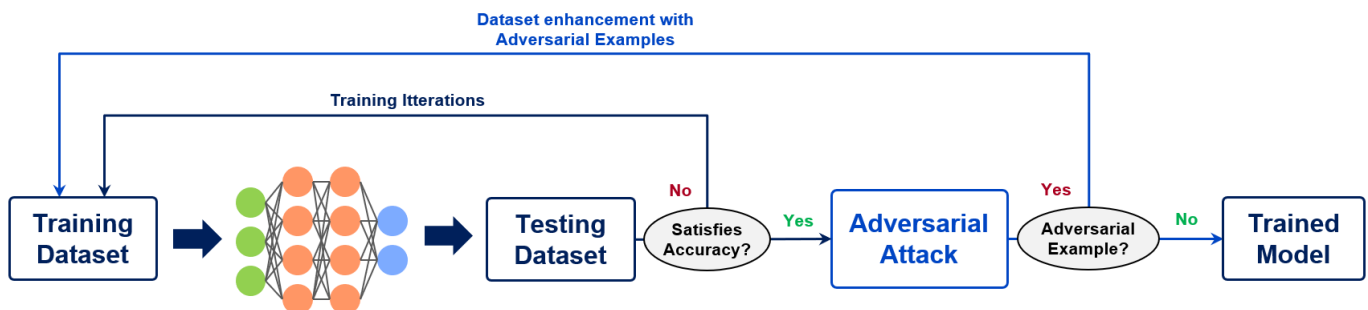 Dataset enhancement with
Adversarial Examples
Training Itterations
Training
Dataset
Testing
Dataset
No
Satisfies
Accuracy?
Yes
Adversarial
Attack
Yes
Adversarial
Example?
No
Trained
Model